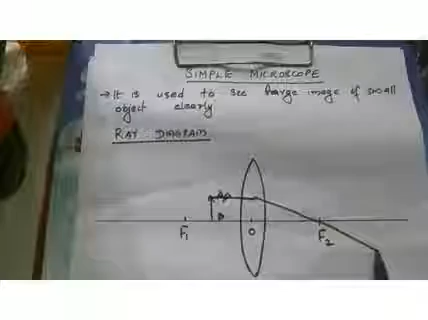 SIMPLE MICROSCOPE
→ It is used to see large image of small
object clearly
RAY DIAGRAM
F1 O F2